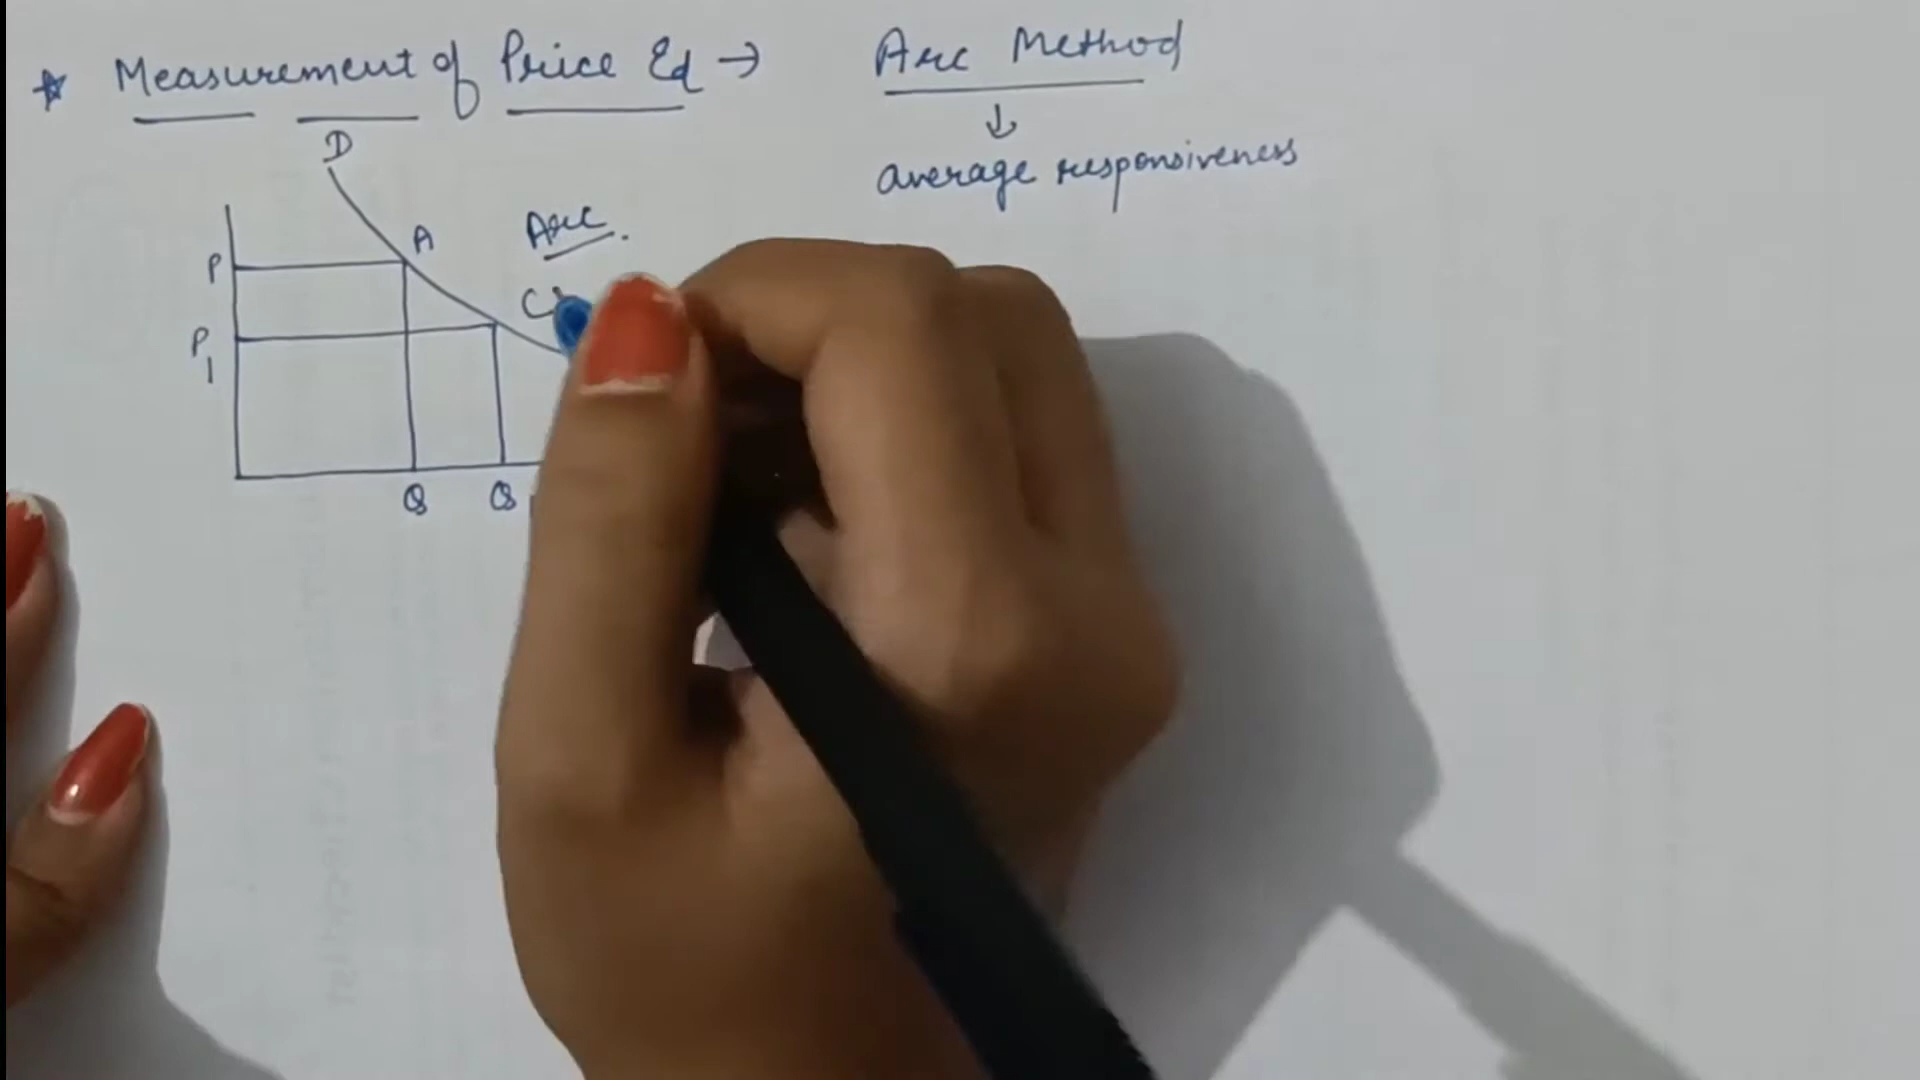 ☆ Measurement of Price Ed → Arc Method
↓
average responsiveness
D
A
Arc
P
C
P1
Q Q